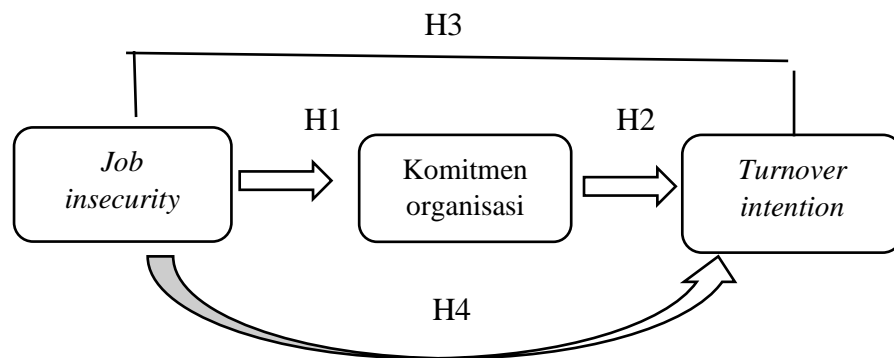 H3
H1
H2
Job
insecurity
Komitmen
organisasi
Turnover
intention
H4